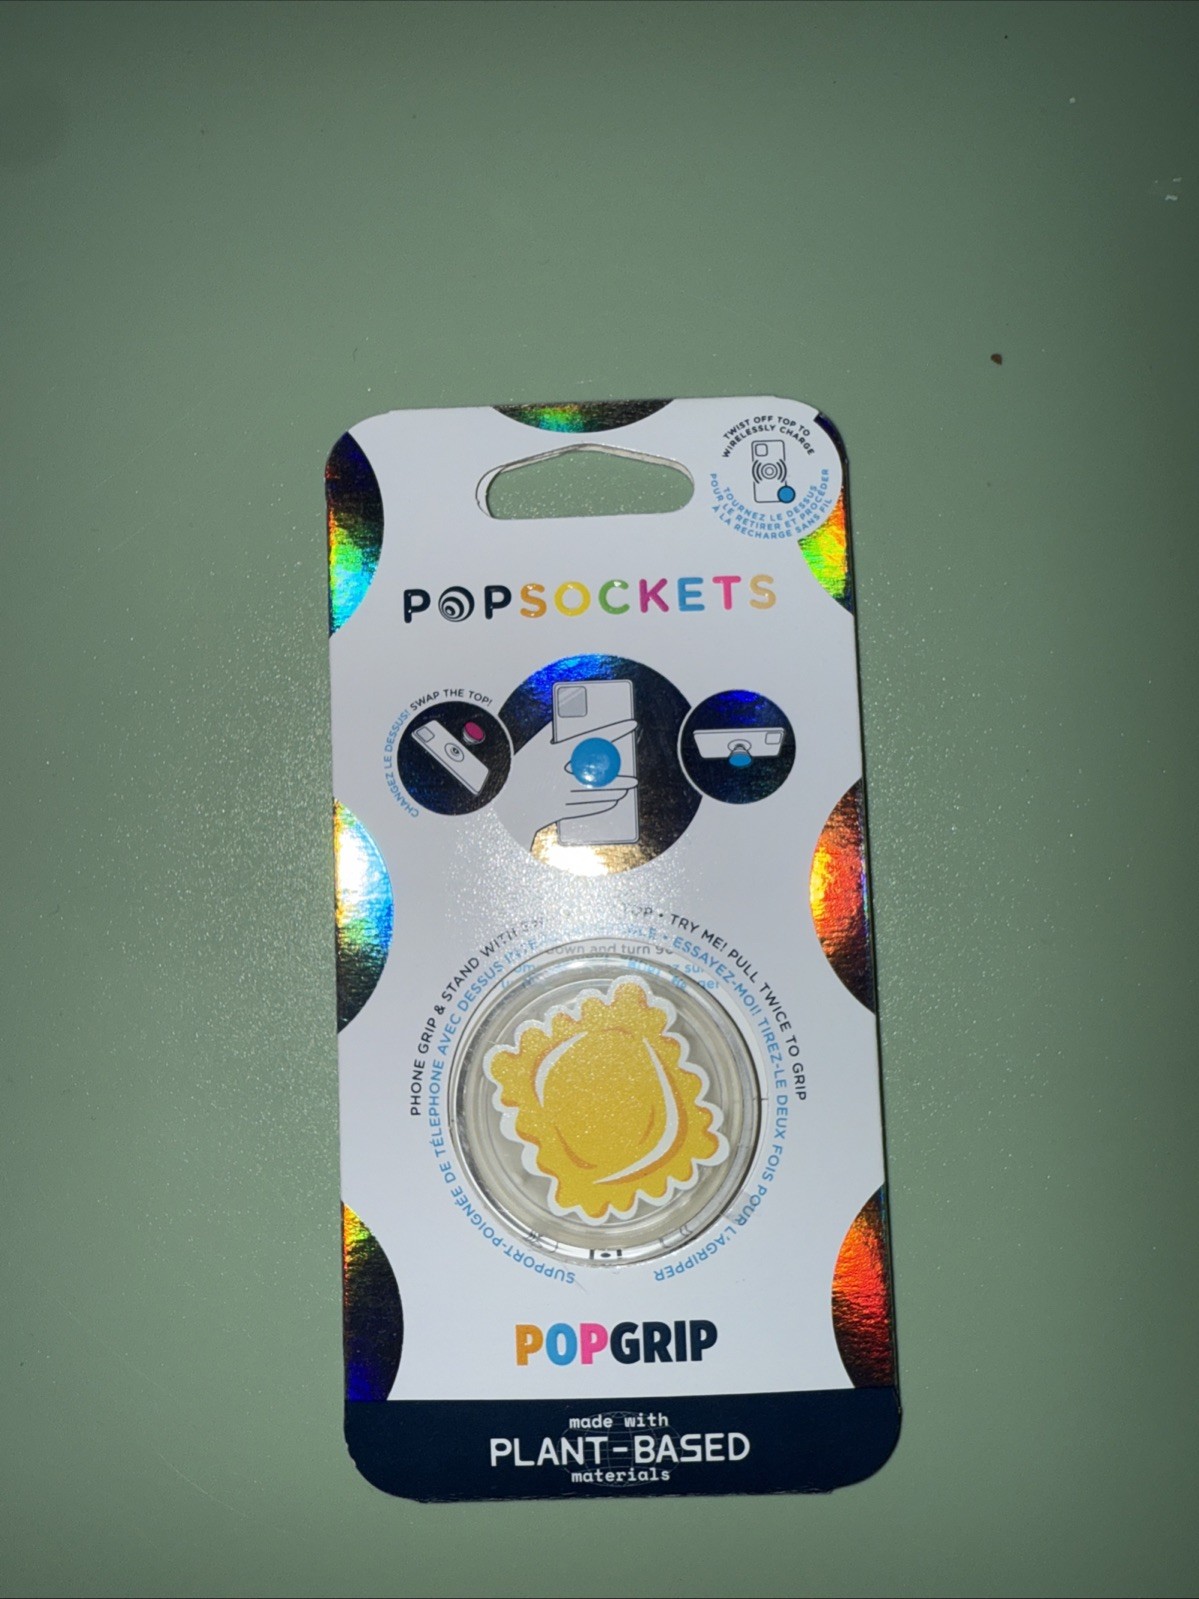 TWIST OFF TOP TO
WIRELESSLY CHARGE
TOURNEZ LE DESSUS
POUR LE RETIRER ET PROCÉDER
À LA RECHARGE SANS FIL
POPSOCKETS
CHANGEZ LE DESSUS! SWAP THE TOP!
PHONE GRIP & STAND WITH
• TRY ME! PULL TWICE TO GRIP
SUPPORT-POIGNÉE DE TÉLÉPHONE AVEC DESSUS
• ESSAYEZ-MOI! TIREZ-LE DEUX FOIS POUR L'AGRIPPER
and turn
POPGRIP
made with
PLANT-BASED
materials